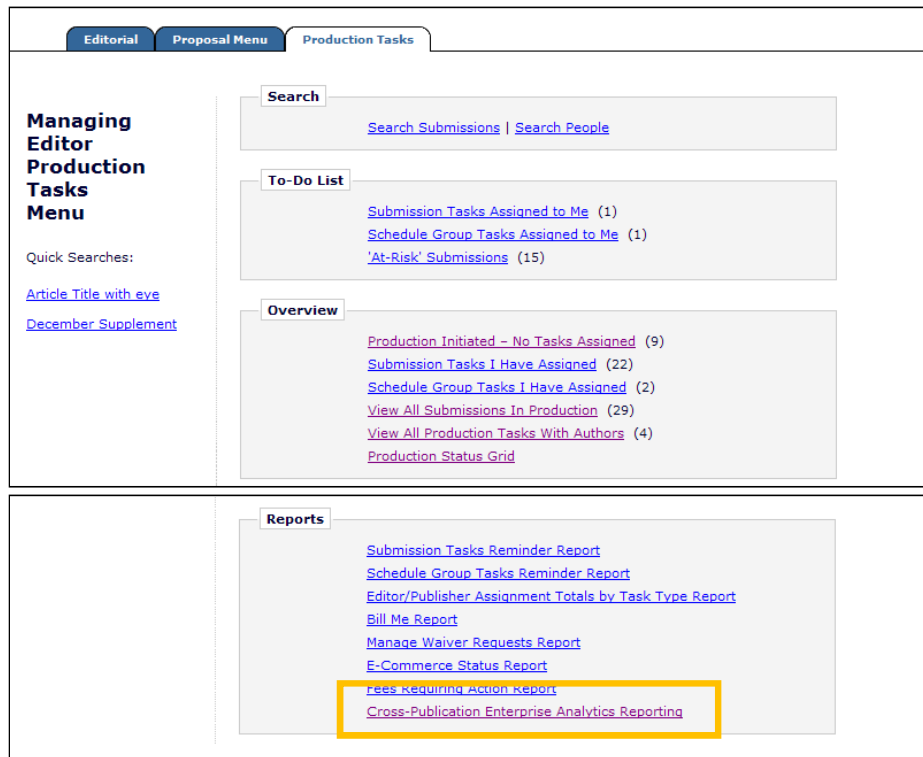 Editorial Proposal Menu Production Tasks
Managing
Editor
Production
Tasks
Menu
Quick Searches:
Article Title with eye
December Supplement
Search
Search Submissions | Search People
To-Do List
Submission Tasks Assigned to Me (1)
Schedule Group Tasks Assigned to Me (1)
'At-Risk' Submissions (15)
Overview
Production Initiated – No Tasks Assigned (9)
Submission Tasks I Have Assigned (22)
Schedule Group Tasks I Have Assigned (2)
View All Submissions In Production (29)
View All Production Tasks With Authors (4)
Production Status Grid
Reports
Submission Tasks Reminder Report
Schedule Group Tasks Reminder Report
Editor/Publisher Assignment Totals by Task Type Report
Bill Me Report
Manage Waiver Requests Report
E-Commerce Status Report
Fees Requiring Action Report
Cross-Publication Enterprise Analytics Reporting